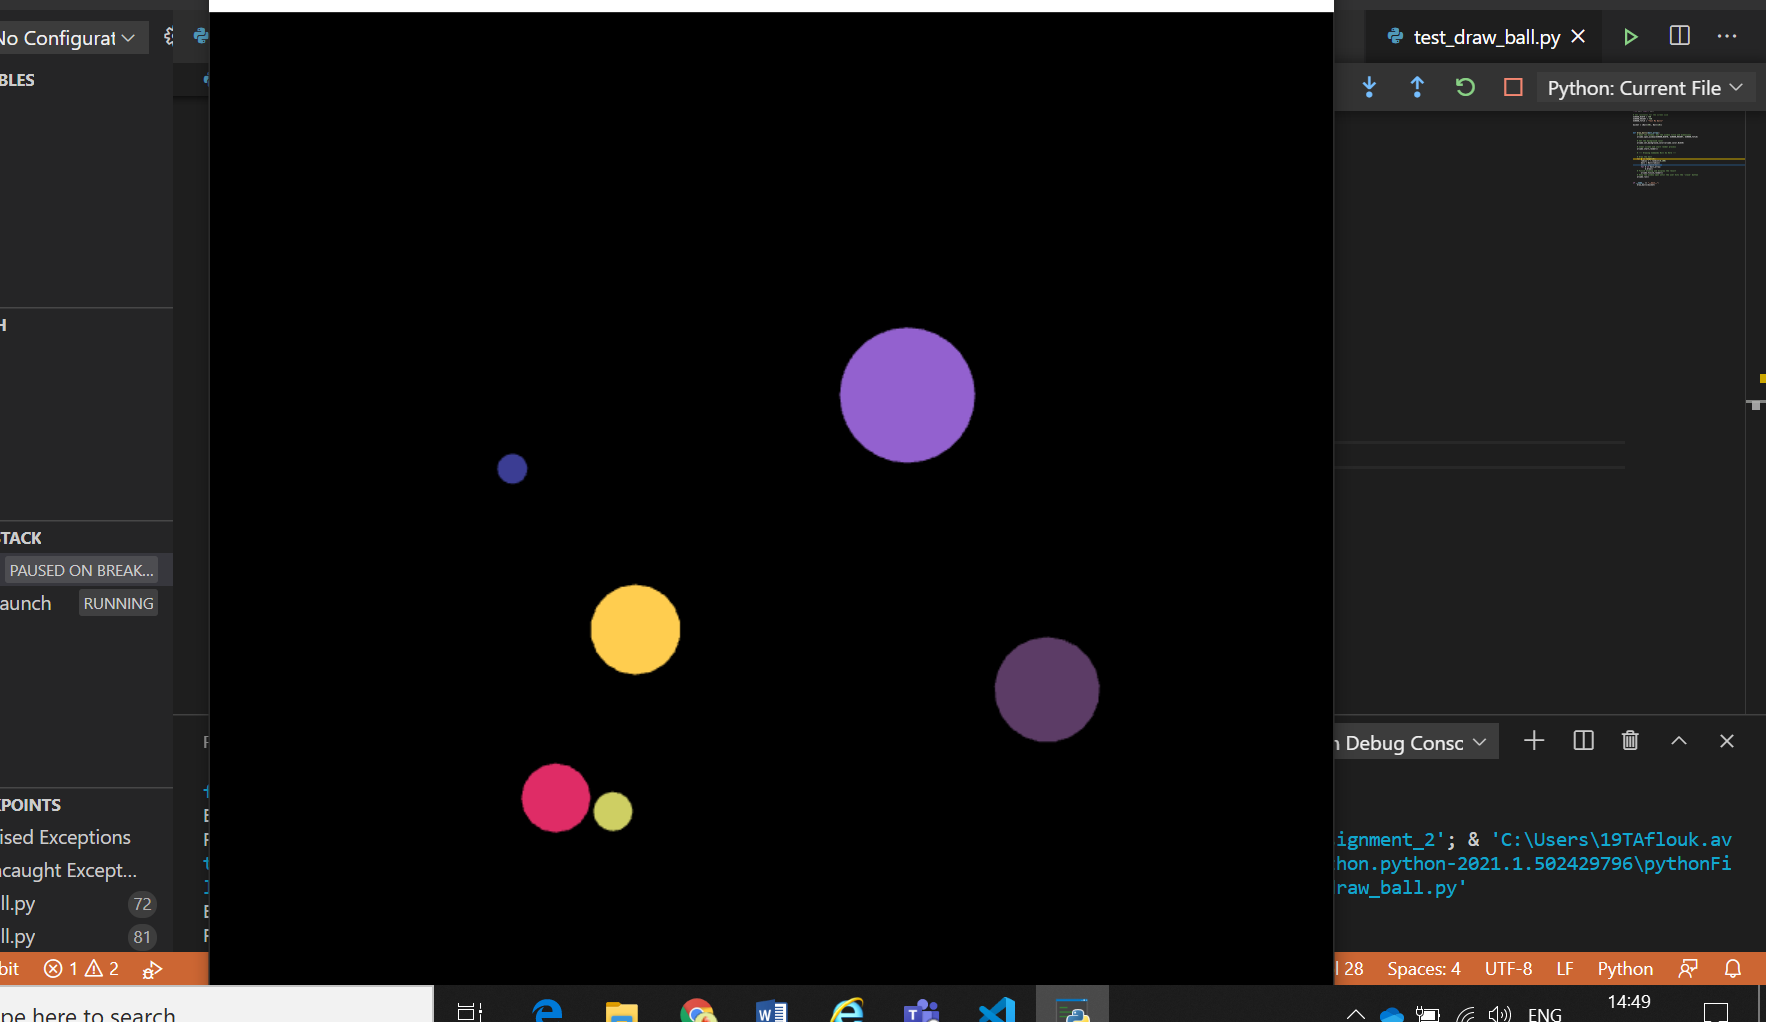 No Configurat
test_draw_ball.py
BLES
Python: Current File
H
STACK
PAUSED ON BREAK...
aunch RUNNING
n Debug Consc
POINTS
ised Exceptions
ncaught Except...
ll.py 72
ll.py 81
ignment_2'; & 'C:\Users\19TAflouk.av
hon.python-2021.1.502429796\pythonFi
raw_ball.py'
bit 1 2
l 28 Spaces: 4 UTF-8 LF Python
pe here to search
14:49
ENG